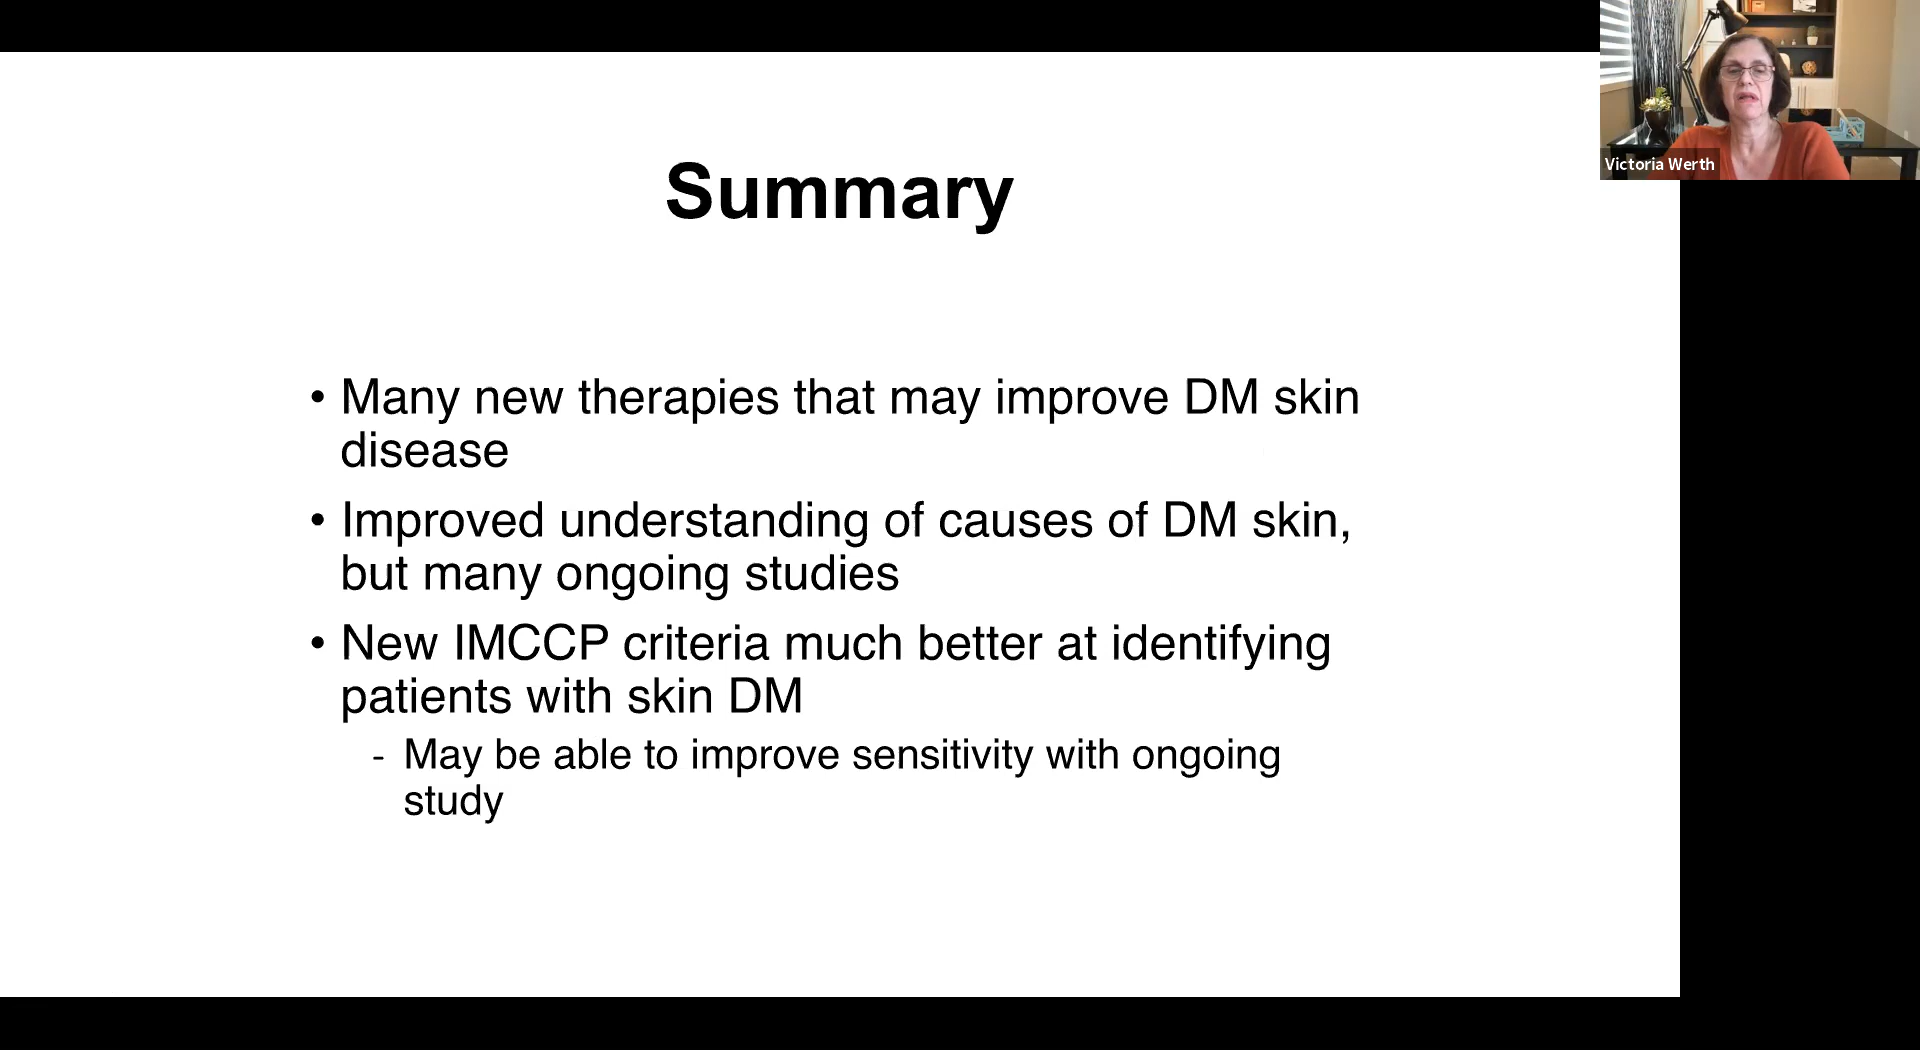 Victoria Werth
Summary
• Many new therapies that may improve DM skin
disease
• Improved understanding of causes of DM skin,
but many ongoing studies
• New IMCCP criteria much better at identifying
patients with skin DM
- May be able to improve sensitivity with ongoing
study